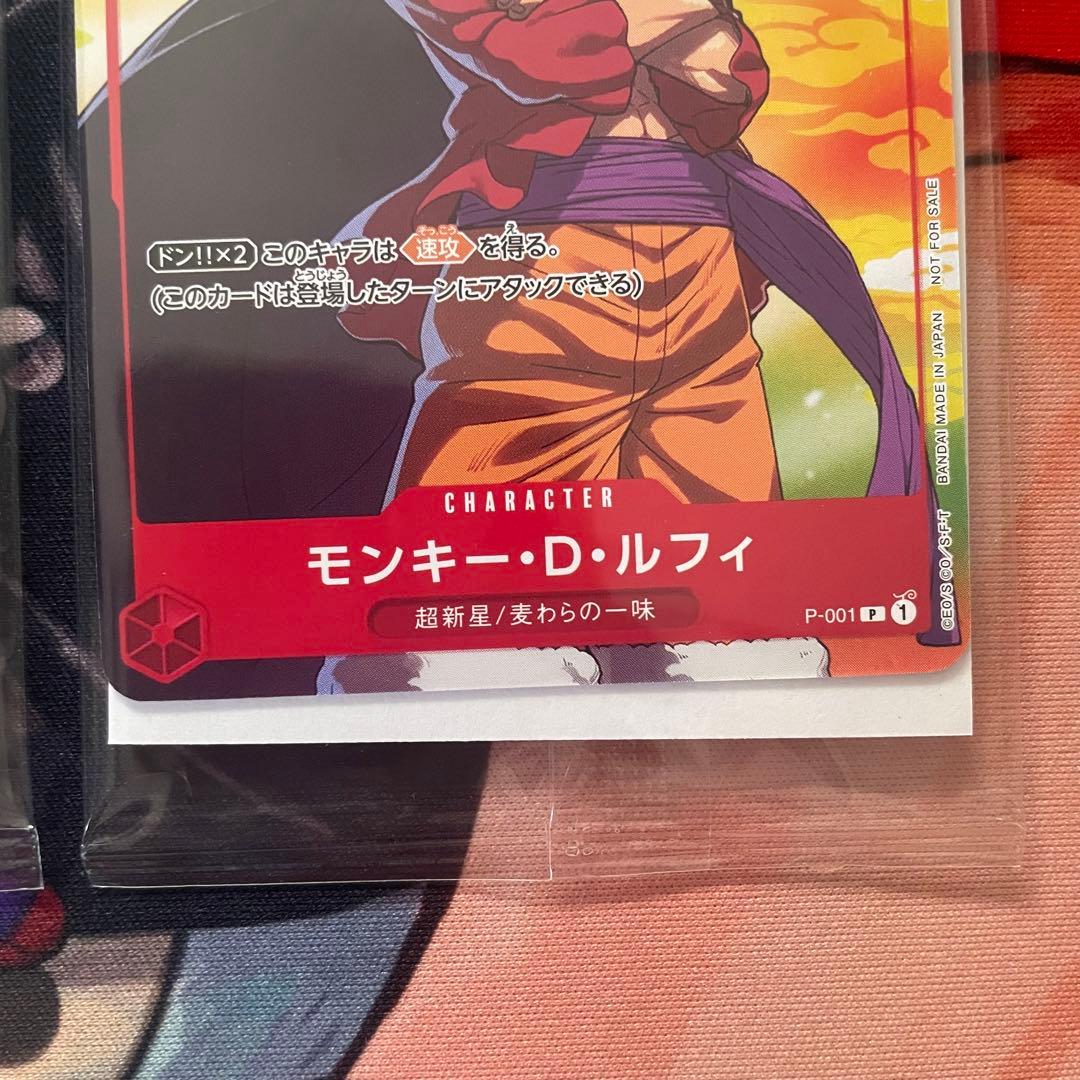 ドン!!×2 このキャラは 速攻 を得る。
(このカードは登場したターンにアタックできる)
CHARACTER
モンキー・D・ルフィ
超新星/麦わらの一味
P-001 P 1
©EO/S ©O/S・F・T BANDAI MADE IN JAPAN NOT FOR SALE